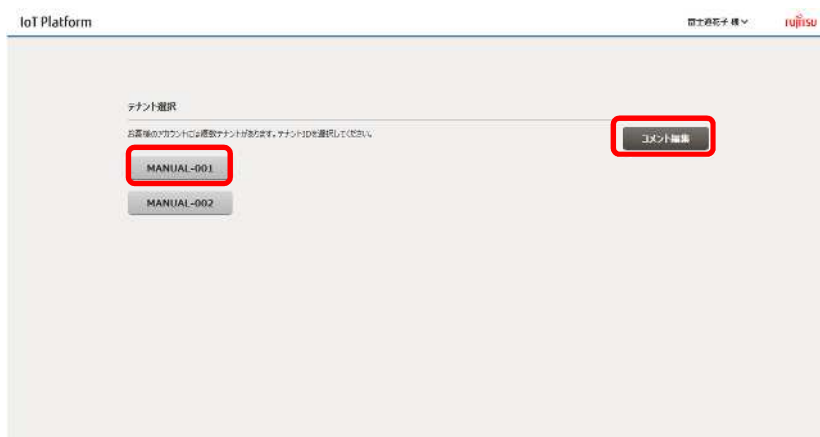 IoT Platform
富士通花子 様
FUJITSU
テナント選択
お客様のアカウントには複数テナントがあります。テナントIDを選択してください。
コメント編集
MANUAL-001
MANUAL-002